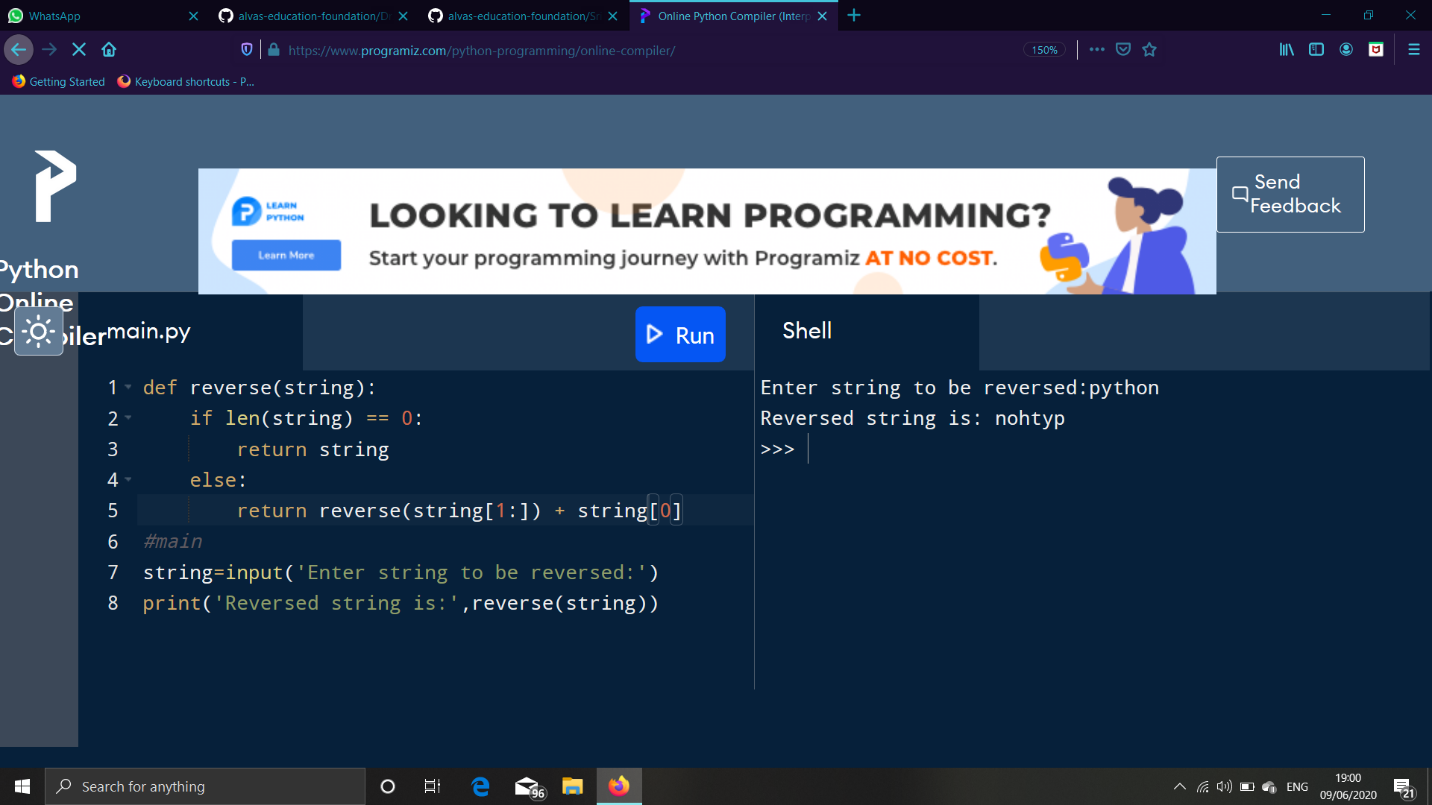 WhatsApp
alvas-education-foundation/D
alvas-education-foundation/S
Online Python Compiler (Interp
https://www.programiz.com/python-programming/online-compiler/
150%
Getting Started
Keyboard shortcuts - P...
LEARN
PYTHON
Learn More
LOOKING TO LEARN PROGRAMMING?
Start your programming journey with Programiz AT NO COST.
Send
Feedback
Python
Online
C piler
main.py
Run
Shell
1 def reverse(string):
2 if len(string) == 0:
3 return string
4 else:
5 return reverse(string[1:]) + string[0]
6 #main
7 string=input('Enter string to be reversed:')
8 print('Reversed string is:',reverse(string))
Enter string to be reversed:python
Reversed string is: nohtyp
>>>
Search for anything
96
ENG
19:00
09/06/2020
21